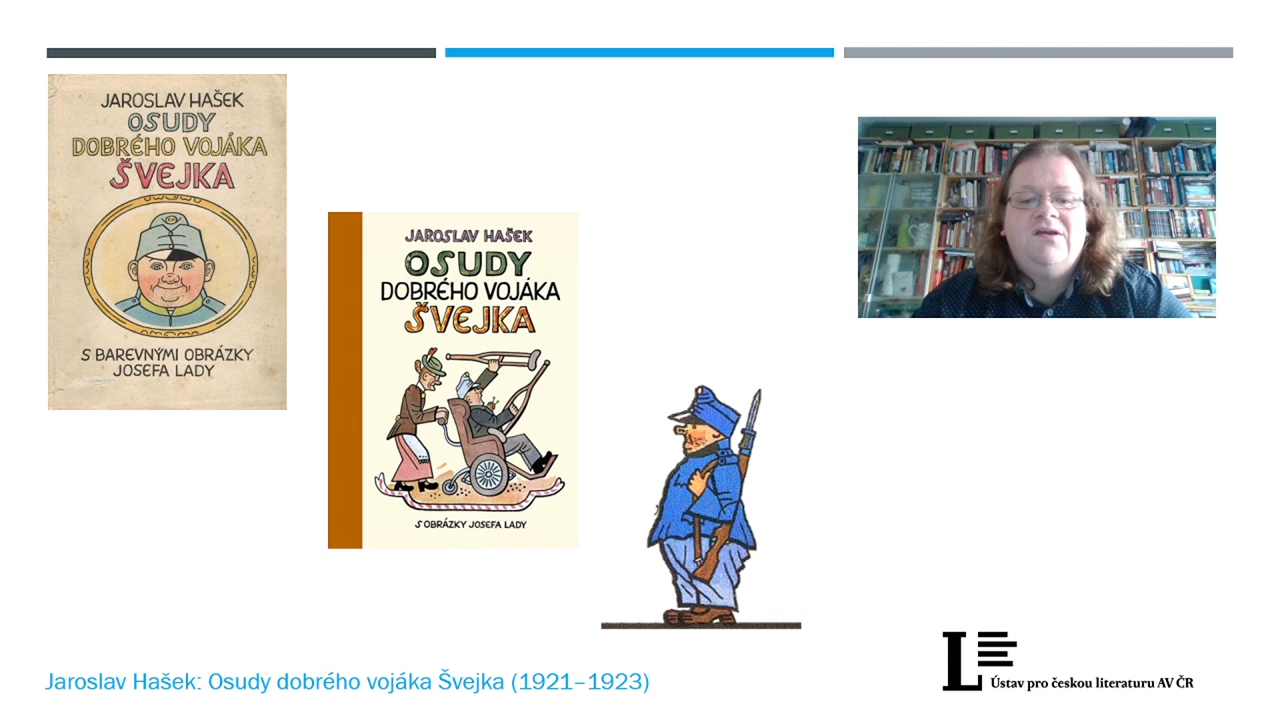 JAROSLAV HAŠEK
OSUDY
DOBRÉHO VOJÁKA
ŠVEJKA
S BAREVNÝMI OBRÁZKY
JOSEFA LADY
JAROSLAV HAŠEK
OSUDY
DOBRÉHO VOJÁKA
ŠVEJKA
S OBRÁZKY JOSEFA LADY
Jaroslav Hašek: Osudy dobrého vojáka Švejka (1921–1923)
Ústav pro českou literaturu AV ČR